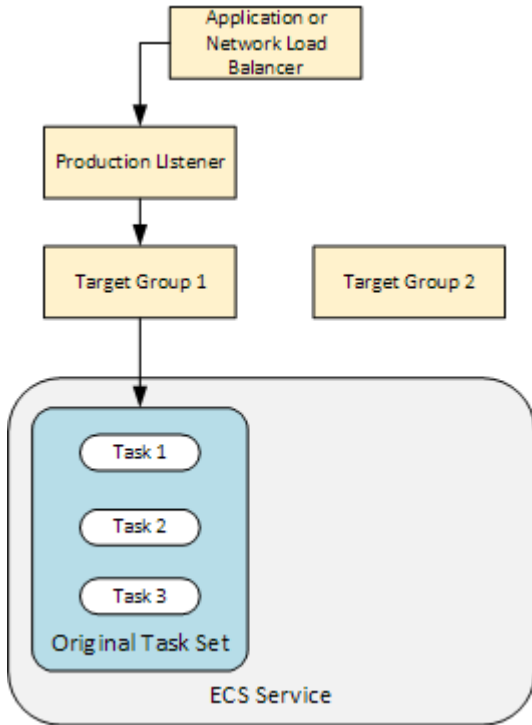 Application or
Network Load
Balancer
Production LIstener
Target Group 1
Target Group 2
Task 1
Task 2
Task 3
Original Task Set
ECS Service